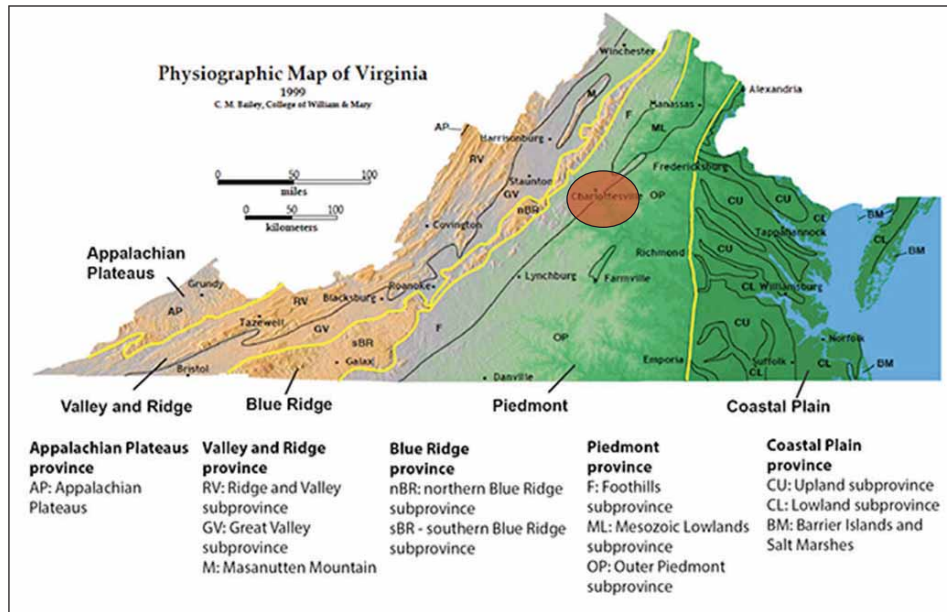 Physiographic Map of Virginia
1999
C. M. Bailey, College of William & Mary
0 50 100
miles
0 50 100
kilometers
Winchester
M
AP
Harrisonburg
F
Manassas
Alexandria
ML
RV
Staunton
GV
nBR
Fredericksburg
Charlottesville
OP
CU
CU
CL
BM
Tappahannock
CL
BM
Covington
Richmond
CU
Appalachian
Plateaus
Grundy
Roanoke
Lynchburg
Farmville
CL
Williamsburg
RV
Blacksburg
AP
Tazewell
GV
F
sBR
CU
Norfolk
OP
Galax
Emporia
Suffolk
CL
BM
Bristol
Danville
CL
Valley and Ridge
Blue Ridge
Piedmont
Coastal Plain
Appalachian Plateaus
province
AP: Appalachian
Plateaus
Valley and Ridge
province
RV: Ridge and Valley
subprovince
GV: Great Valley
subprovince
M: Masanutten Mountain
Blue Ridge
province
nBR: northern Blue Ridge
subprovince
sBR - southern Blue Ridge
subprovince
Piedmont
province
F: Foothills
subprovince
ML: Mesozoic Lowlands
subprovince
OP: Outer Piedmont
subprovince
Coastal Plain
province
CU: Upland subprovince
CL: Lowland subprovince
BM: Barrier Islands and
Salt Marshes